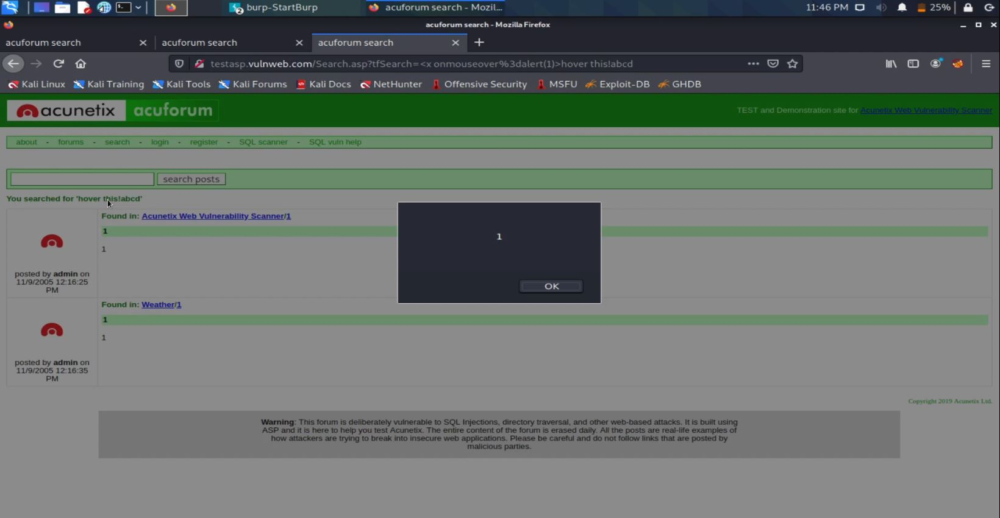 burp-StartBurp
acuforum search - Mozil...
11:46 PM
25%
acuforum search - Mozilla Firefox
acuforum search
acuforum search
acuforum search
testasp.vulnweb.com/Search.asp?tfSearch=<x onmouseover%3dalert(1)>hover this!abcd
Kali Linux Kali Training Kali Tools Kali Forums Kali Docs NetHunter Offensive Security MSFU Exploit-DB GHDB
acunetix acuforum
TEST and Demonstration site for Acunetix Web Vulnerability Scanner
about - forums - search - login - register - SQL scanner - SQL vuln help
search posts
You searched for 'hover this!abcd'
Found in: Acunetix Web Vulnerability Scanner/1
1
1
posted by admin on
11/9/2005 12:16:25
PM
1
OK
Found in: Weather/1
1
1
posted by admin on
11/9/2005 12:16:35
PM
Copyright 2019 Acunetix Ltd.
Warning: This forum is deliberately vulnerable to SQL Injections, directory traversal, and other web-based attacks. It is built using
ASP and it is here to help you test Acunetix. The entire content of the forum is erased daily. All the posts are real-life examples of
how attackers are trying to break into insecure web applications. Please be careful and do not follow links that are posted by
malicious parties.